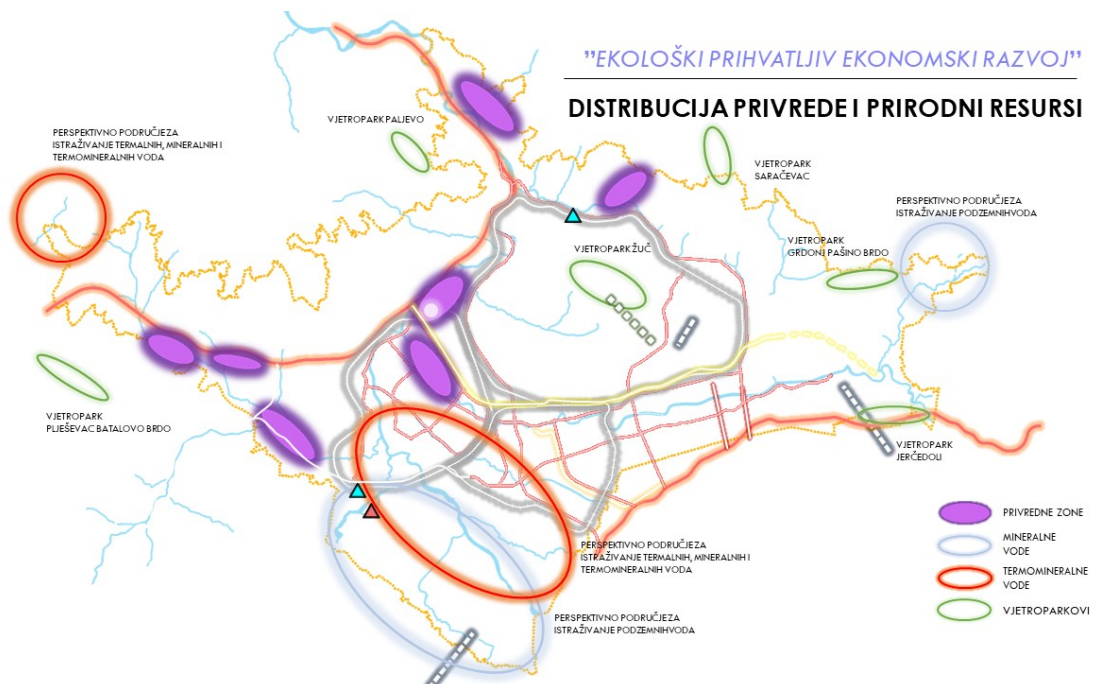 "EKOLOŠKI PRIHVATLJIV EKONOMSKI RAZVOJ"
DISTRIBUCIJA PRIVREDE I PRIRODNI RESURSI
PERSPEKTIVNO PODRUČJEZA
ISTRAŽIVANJE TERMALNIH, MINERALNIH I
TERMOMINERALNIH VODA
VJETROPARK PALJEVO
VJETROPARK
SARAČEVAC
PERSPEKTIVNO PODRUČJEZA
ISTRAŽIVANJE PODZEMNIHVODA
VJETROPARK ŽUČ
VJETROPARK
GRDONJ PAŠINO BRDO
VJETROPARK
PLJEŠEVAC BATALOVO BRDO
VJETROPARK
JERČEDOLI
PERSPEKTIVNO PODRUČJEZA
ISTRAŽIVANJE TERMALNIH, MINERALNIH I
TERMOMINERALNIH VODA
PERSPEKTIVNO PODRUČJEZA
ISTRAŽIVANJE PODZEMNIHVODA
PRIVREDNE ZONE
MINERALNE
VODE
TERMOMINERALNE
VODE
VJETROPARKOVI